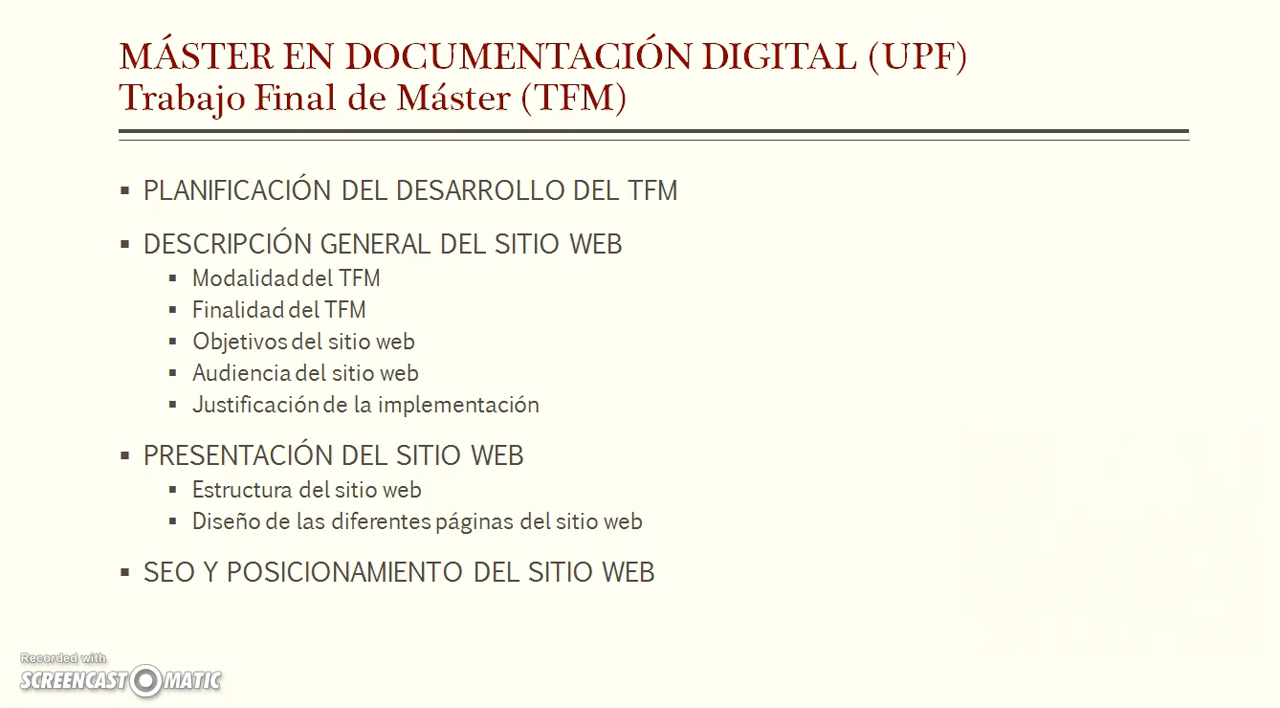 MÁSTER EN DOCUMENTACIÓN DIGITAL (UPF)
Trabajo Final de Máster (TFM)
▪ PLANIFICACIÓN DEL DESARROLLO DEL TFM
▪ DESCRIPCIÓN GENERAL DEL SITIO WEB
▪ Modalidad del TFM
▪ Finalidad del TFM
▪ Objetivos del sitio web
▪ Audiencia del sitio web
▪ Justificación de la implementación
▪ PRESENTACIÓN DEL SITIO WEB
▪ Estructura del sitio web
▪ Diseño de las diferentes páginas del sitio web
▪ SEO Y POSICIONAMIENTO DEL SITIO WEB
Recorded with
SCREENCAST MATIC